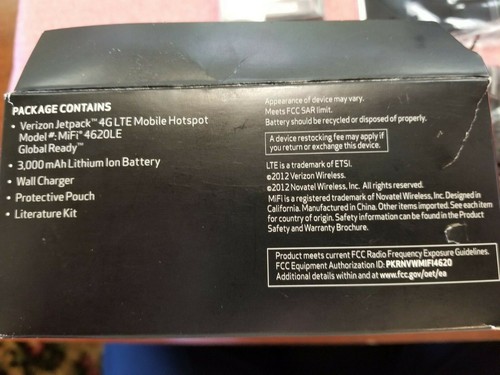 PACKAGE CONTAINS
• Verizon Jetpack™ 4G LTE Mobile Hotspot
Model #: MiFi® 4620LE
Global Ready™
• 3,000 mAh Lithium Ion Battery
• Wall Charger
• Protective Pouch
• Literature Kit
Appearance of device may vary.
Meets FCC SAR limit.
Battery should be recycled or disposed of properly.
A device restocking fee may apply if
you return or exchange this device.
LTE is a trademark of ETSI.
©2012 Verizon Wireless.
©2012 Novatel Wireless, Inc. All rights reserved.
MiFi is a registered trademark of Novatel Wireless, Inc. Designed in
California. Manufactured in China. Other items imported. See each item
for country of origin. Safety information can be found in the Product
Safety and Warranty Brochure.
Product meets current FCC Radio Frequency Exposure Guidelines.
FCC Equipment Authorization ID: PKRNVWMIFI4620
Additional details within and at www.fcc.gov/oet/ea